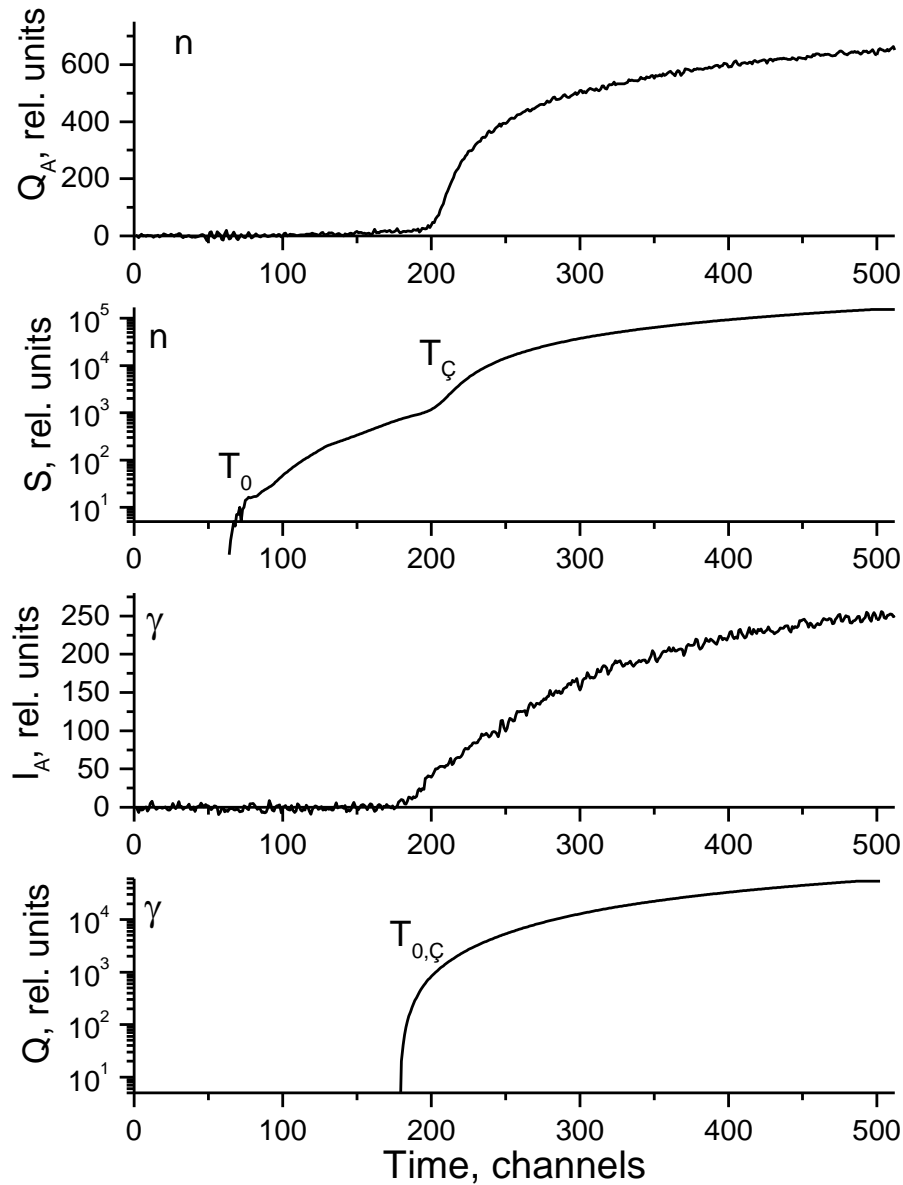 n
Q_A, rel. units
600
400
200
0
0 100 200 300 400 500
n
S, rel. units
10^5
10^4
10^3
10^2
10^1
T_0
T_Ç
0 100 200 300 400 500
γ
I_A, rel. units
250
200
150
100
50
0
0 100 200 300 400 500
γ
Q, rel. units
10^4
10^3
10^2
10^1
T_0,Ç
0 100 200 300 400 500
Time, channels